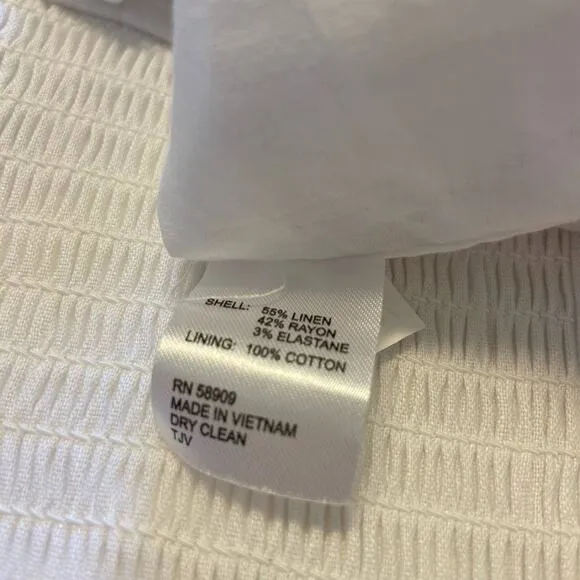 SHELL: 55% LINEN
42% RAYON
3% ELASTANE
LINING: 100% COTTON
RN 58909
MADE IN VIETNAM
DRY CLEAN
TJV